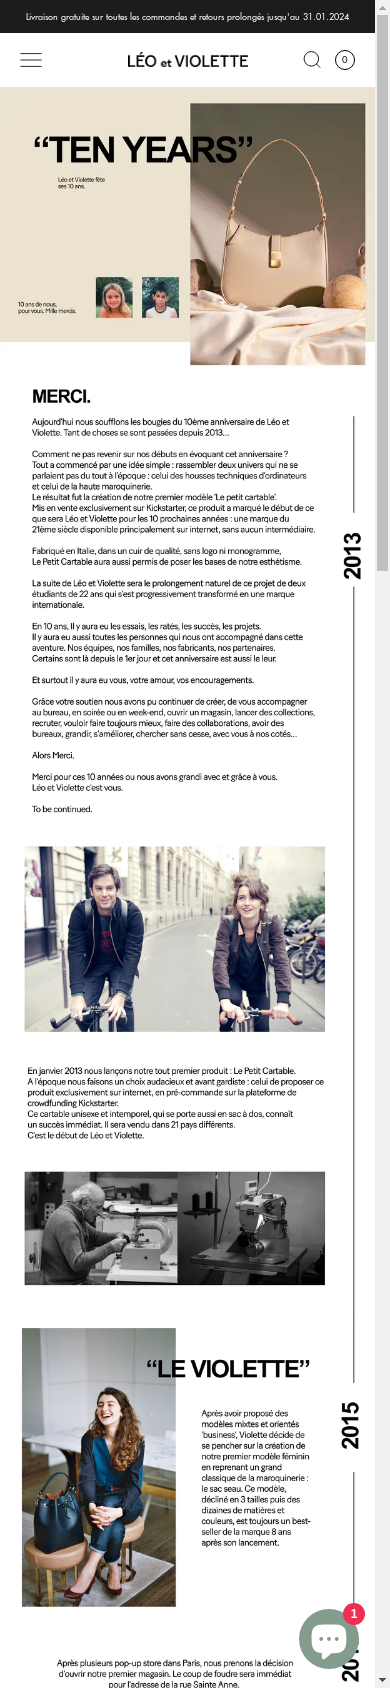 Livraison gratuite sur toutes les commandes et retours prolongés jusqu'au 31.01.2024
LÉO et VIOLETTE
0
“TEN YEARS”
Léo et Violette fête
ses 10 ans.
10 ans de nous,
pour vous. Mille mercis.
MERCI.
Aujourd'hui nous soufflons les bougies du 10ème anniversaire de Léo et
Violette. Tant de choses se sont passées depuis 2013...
Comment ne pas revenir sur nos débuts en évoquant cet anniversaire ?
Tout a commencé par une idée simple : rassembler deux univers qui ne se
parlaient pas du tout à l'époque : celui des housses techniques d'ordinateurs
et celui de la haute maroquinerie.
Le résultat fut la création de notre premier modèle 'Le petit cartable'.
Mis en vente exclusivement sur Kickstarter, ce produit a marqué le début de ce
que sera Léo et Violette pour les 10 prochaines années : une marque du
21ème siècle disponible principalement sur internet, sans aucun intermédiaire.
2013
Fabriqué en Italie, dans un cuir de qualité, sans logo ni monogramme,
Le Petit Cartable aura aussi permis de poser les bases de notre esthétisme.
La suite de Léo et Violette sera le prolongement naturel de ce projet de deux
étudiants de 22 ans qui s'est progressivement transformé en une marque
internationale.
En 10 ans, Il y aura eu les essais, les ratés, les succès, les projets.
Il y aura eu aussi toutes les personnes qui nous ont accompagné dans cette
aventure. Nos équipes, nos familles, nos fabricants, nos partenaires.
Certains sont là depuis le 1er jour et cet anniversaire est aussi le leur.
Et surtout il y aura eu vous, votre amour, vos encouragements.
Grâce votre soutien nous avons pu continuer de créer, de vous accompagner
au bureau, en soirée ou en week-end, ouvrir un magasin, lancer des collections,
recruter, vouloir faire toujours mieux, faire des collaborations, avoir des
bureaux, grandir, s'améliorer, chercher sans cesse, avec vous à nos cotés...
Alors Merci.
Merci pour ces 10 années ou nous avons grandi avec et grâce à vous.
Léo et Violette c'est vous.
To be continued.
En janvier 2013 nous lançons notre tout premier produit : Le Petit Cartable.
A l'époque nous faisons un choix audacieux et avant gardiste : celui de proposer ce
produit exclusivement sur internet, en pré-commande sur la plateforme de
crowdfunding Kickstarter.
Ce cartable unisexe et intemporel, qui se porte aussi en sac à dos, connaît
un succès immédiat. Il sera vendu dans 21 pays différents.
C'est le début de Léo et Violette.
“LE VIOLETTE”
2015
Après avoir proposé des
modèles mixtes et orientés
'business', Violette décide de
se pencher sur la création de
notre premier modèle féminin
en reprenant un grand
classique de la maroquinerie :
le sac seau. Ce modèle,
décliné en 3 tailles puis des
dizaines de matières et
couleurs, est toujours un best-
seller de la marque 8 ans
après son lancement.
1
Après plusieurs pop-up store dans Paris, nous prenons la décision
d'ouvrir notre premier magasin. Le coup de foudre sera immédiat
pour l'adresse de la rue Sainte Anne.